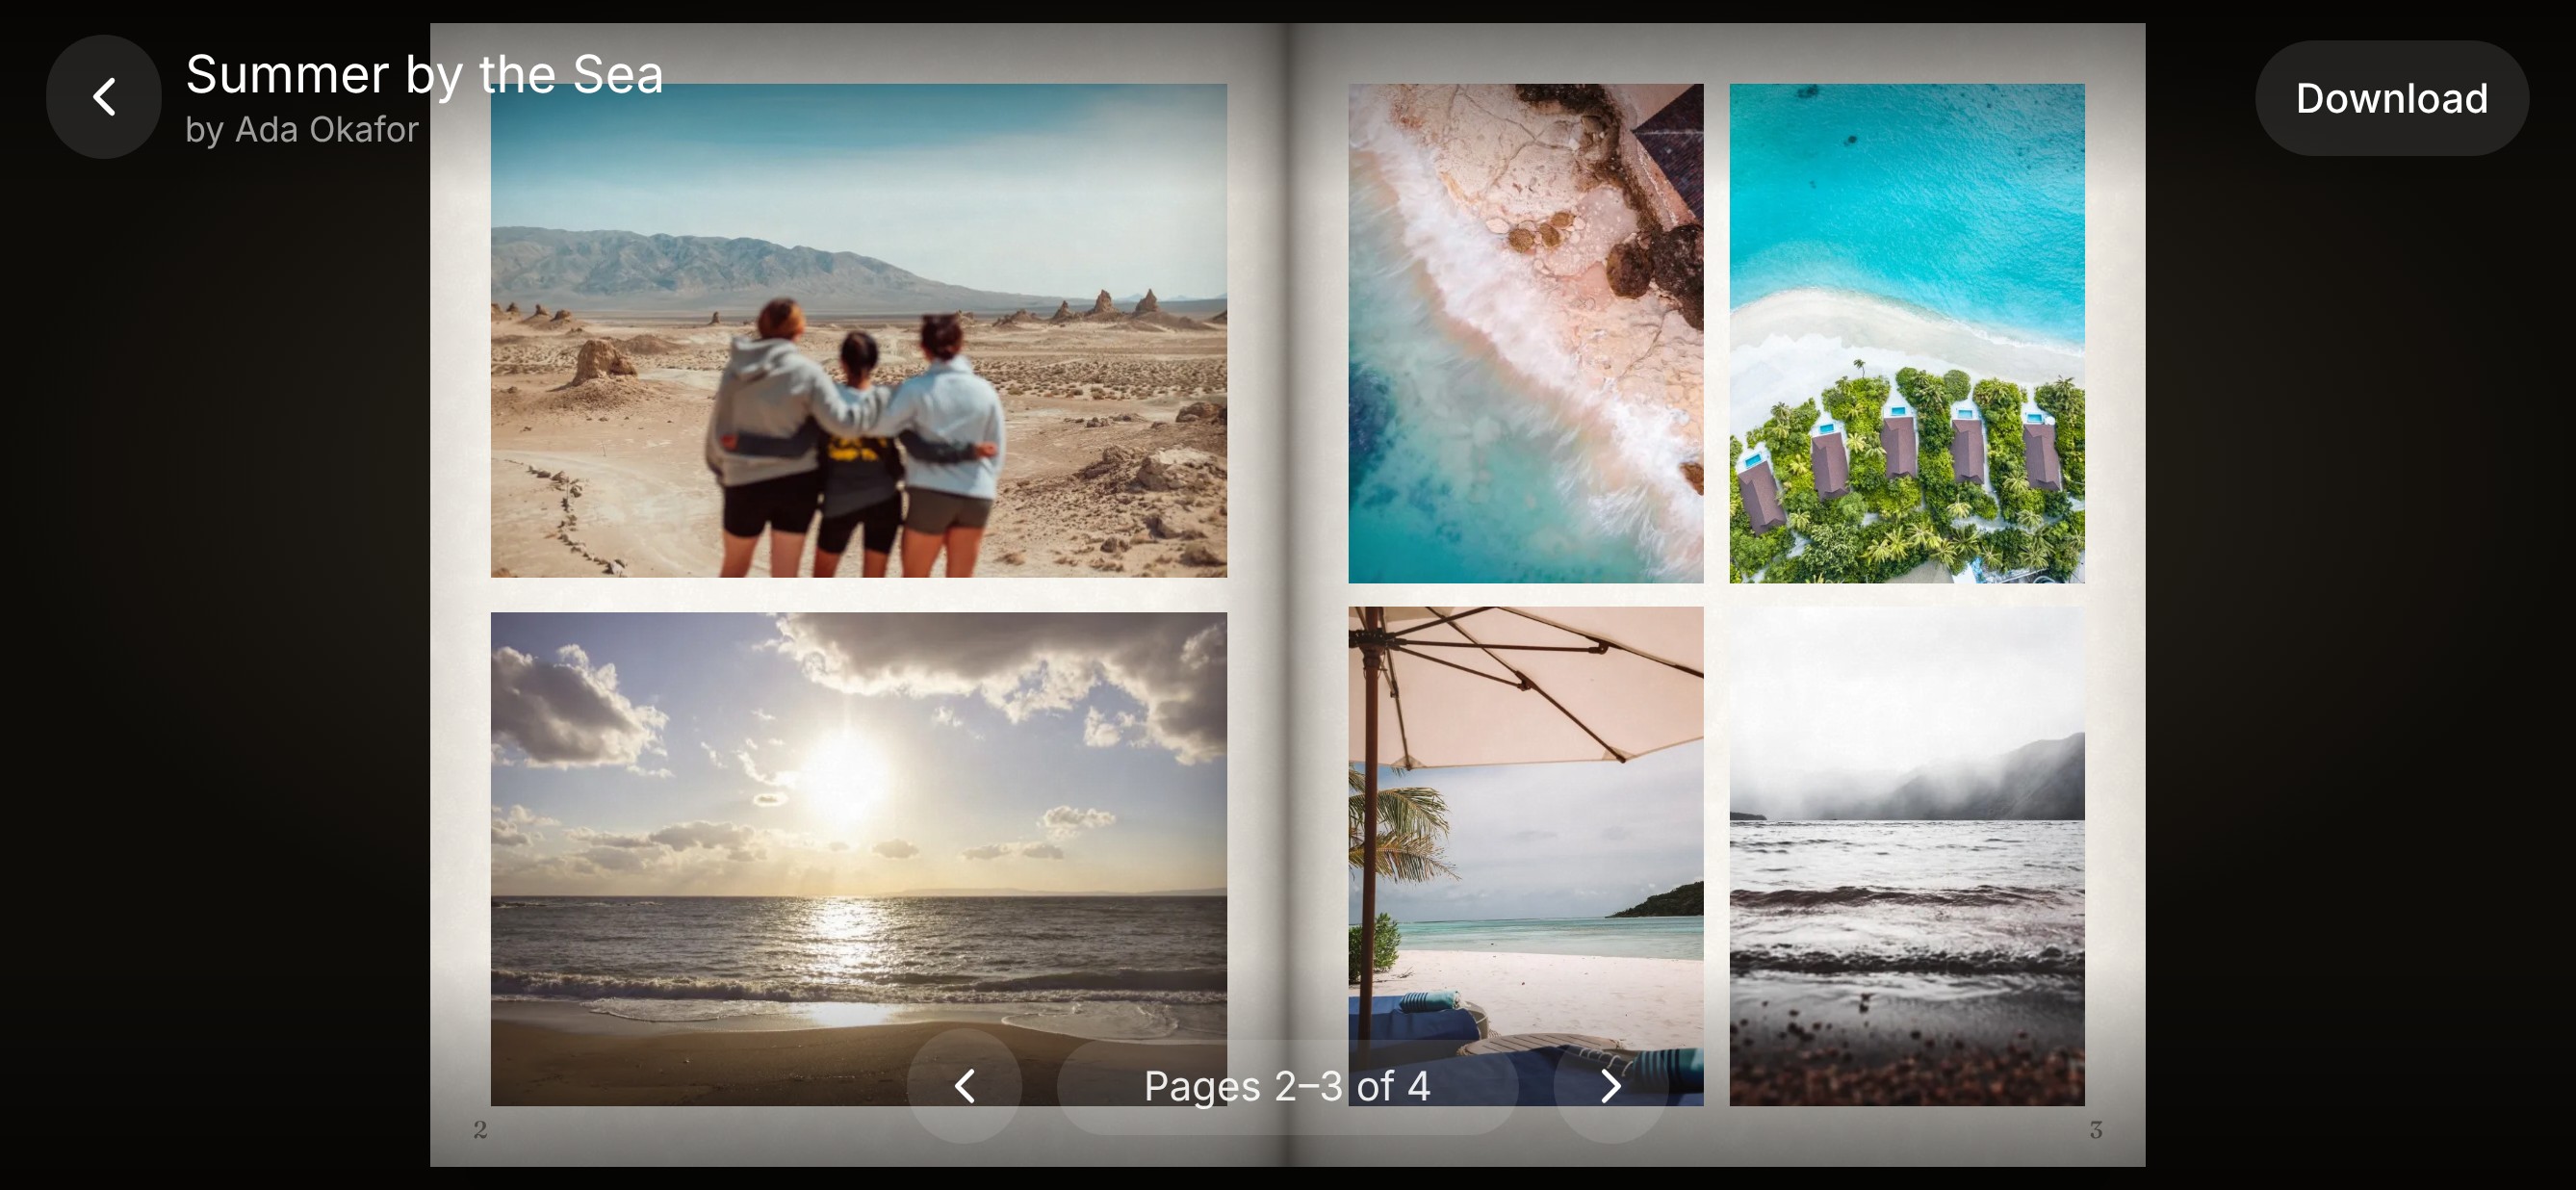 Summer by the Sea
by Ada Okafor
Download
Pages 2–3 of 4
2
3